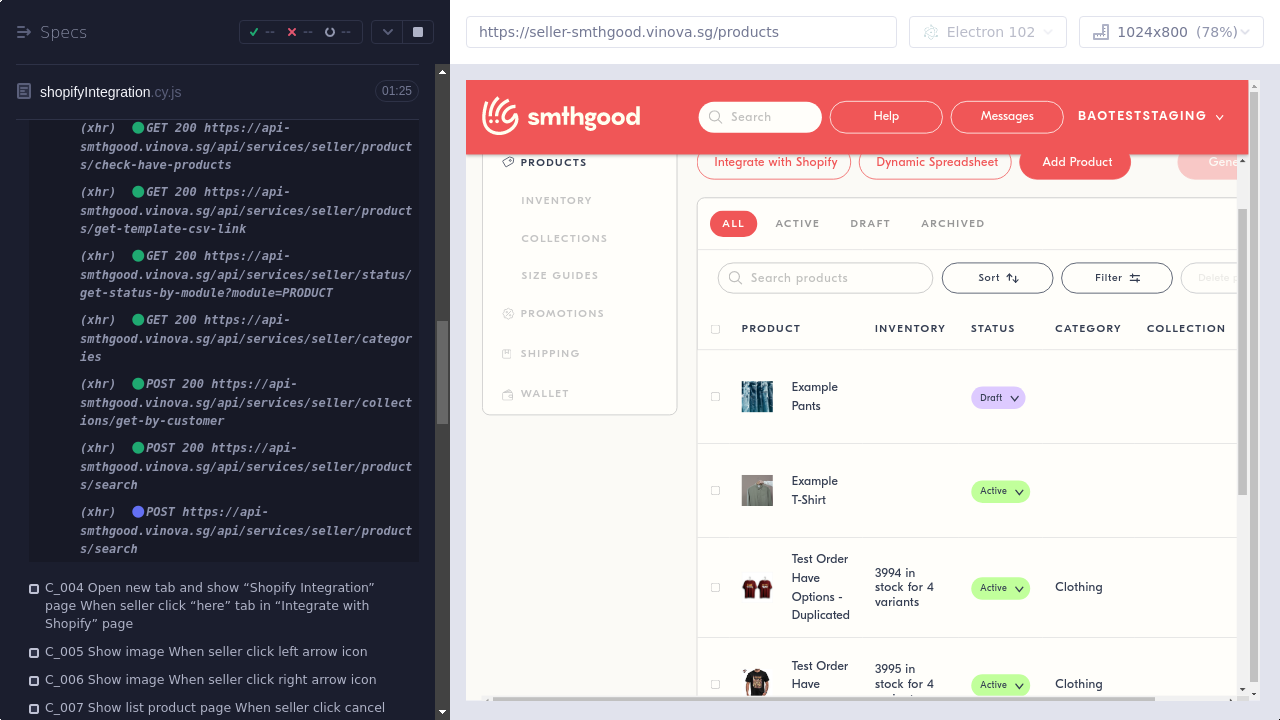 Specs
-- -- --
https://seller-smthgood.vinova.sg/products
Electron 102
1024x800 (78%)
shopifyIntegration.cy.js
01:25
(xhr) GET 200 https://api-
smthgood.vinova.sg/api/services/seller/product
s/check-have-products
(xhr) GET 200 https://api-
smthgood.vinova.sg/api/services/seller/product
s/get-template-csv-link
(xhr) GET 200 https://api-
smthgood.vinova.sg/api/services/seller/status/
get-status-by-module?module=PRODUCT
(xhr) GET 200 https://api-
smthgood.vinova.sg/api/services/seller/categor
ies
(xhr) POST 200 https://api-
smthgood.vinova.sg/api/services/seller/collect
ions/get-by-customer
(xhr) POST 200 https://api-
smthgood.vinova.sg/api/services/seller/product
s/search
(xhr) POST https://api-
smthgood.vinova.sg/api/services/seller/product
s/search
C_004 Open new tab and show “Shopify Integration”
page When seller click “here” tab in “Integrate with
Shopify” page
C_005 Show image When seller click left arrow icon
C_006 Show image When seller click right arrow icon
C_007 Show list product page When seller click cancel
smthgood
Search
Help
Messages
BAOTESTSTAGING
PRODUCTS
INVENTORY
COLLECTIONS
SIZE GUIDES
PROMOTIONS
SHIPPING
WALLET
Integrate with Shopify
Dynamic Spreadsheet
Add Product
Gene
ALL
ACTIVE
DRAFT
ARCHIVED
Search products
Sort
Filter
Delete p
PRODUCT INVENTORY STATUS CATEGORY COLLECTION
Example
Pants
Draft
Example
T-Shirt
Active
Test Order
Have
Options -
Duplicated
3994 in
stock for 4
variants
Active
Clothing
Test Order
Have
3995 in
stock for 4
Active
Clothing